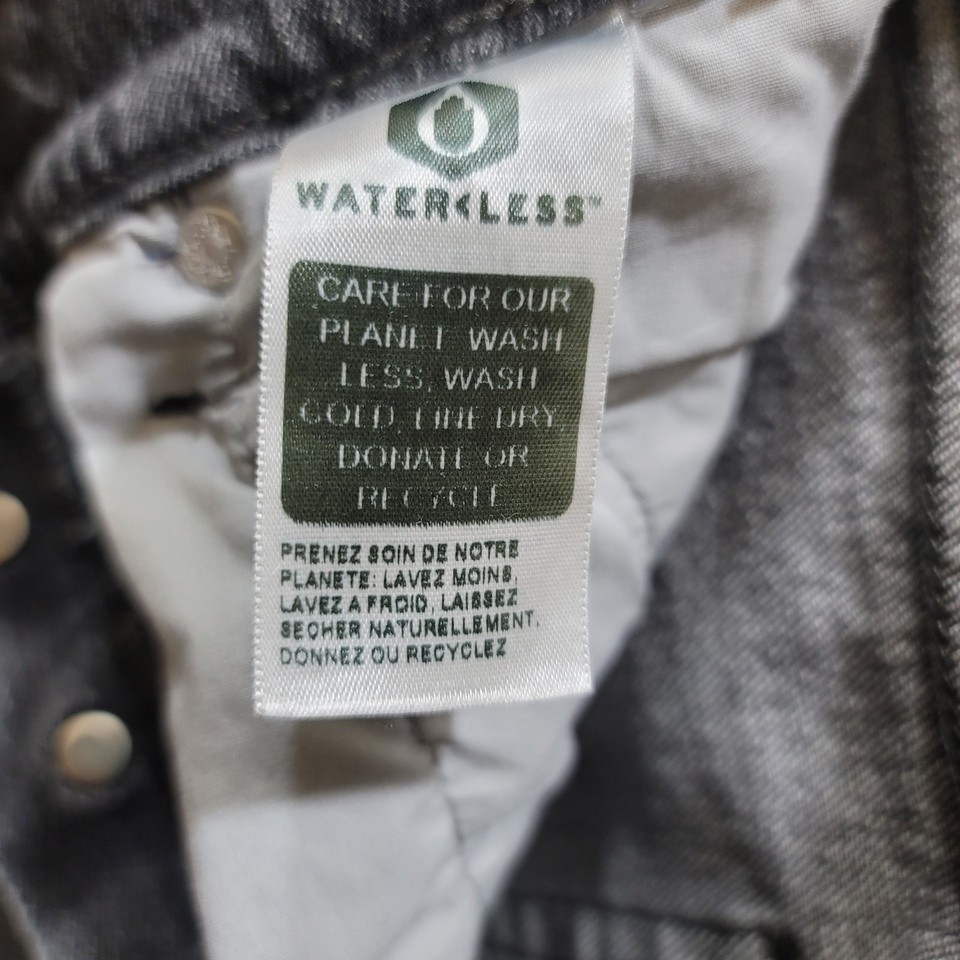 WATER<LESS™
CARE FOR OUR
PLANET WASH
LESS, WASH
COLD, LINE DRY,
DONATE OR
RECYCLE
PRENEZ SOIN DE NOTRE
PLANETE: LAVEZ MOINS,
LAVEZ A FROID, LAISSEZ
SECHER NATURELLEMENT.
DONNEZ OU RECYCLEZ